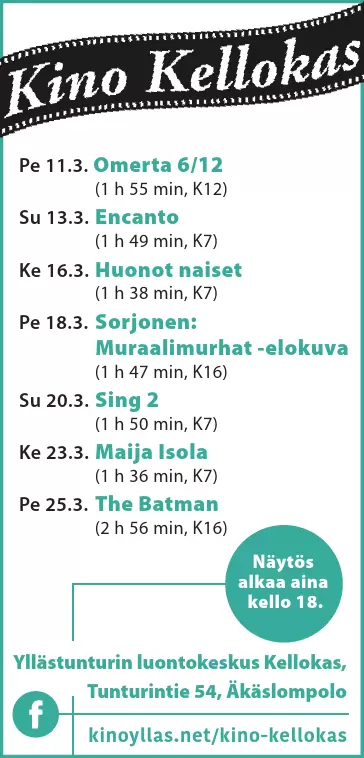 Kino Kellokas
Pe 11.3. Omerta 6/12
(1 h 55 min, K12)
Su 13.3. Encanto
(1 h 49 min, K7)
Ke 16.3. Huonot naiset
(1 h 38 min, K7)
Pe 18.3. Sorjonen:
Muraalimurhat -elokuva
(1 h 47 min, K16)
Su 20.3. Sing 2
(1 h 50 min, K7)
Ke 23.3. Maija Isola
(1 h 36 min, K7)
Pe 25.3. The Batman
(2 h 56 min, K16)
Näytös
alkaa aina
kello 18.
Yllästunturin luontokeskus Kellokas,
Tunturintie 54, Äkäslompolo
f
kinoyllas.net/kino-kellokas